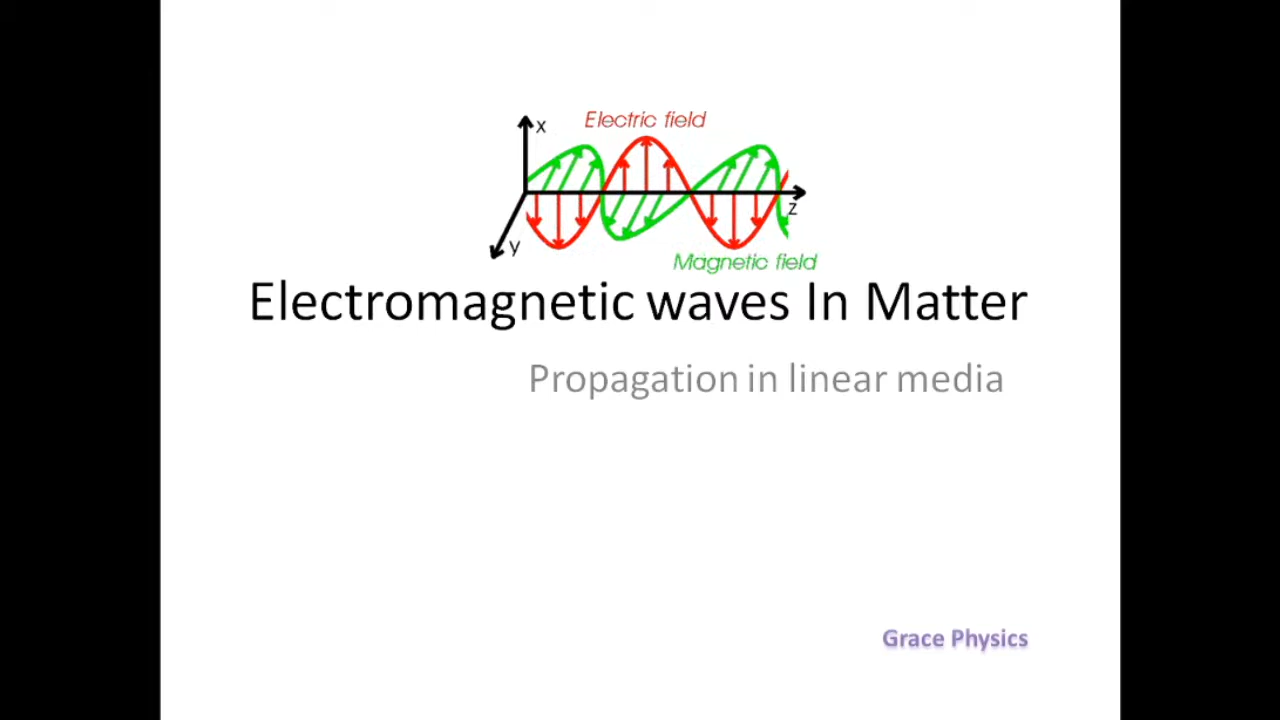 Electric field
x
z
y
Magnetic field
Electromagnetic waves In Matter
Propagation in linear media
Grace Physics